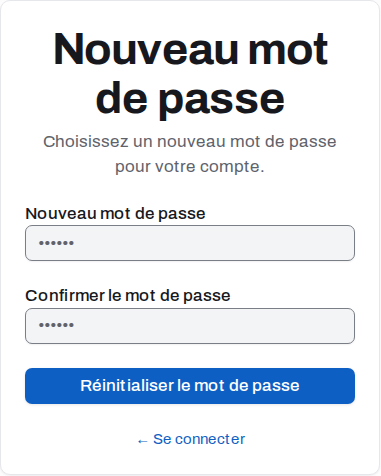 Nouveau mot
de passe
Choisissez un nouveau mot de passe
pour votre compte.
Nouveau mot de passe
••••••
Confirmer le mot de passe
••••••
Réinitialiser le mot de passe
← Se connecter